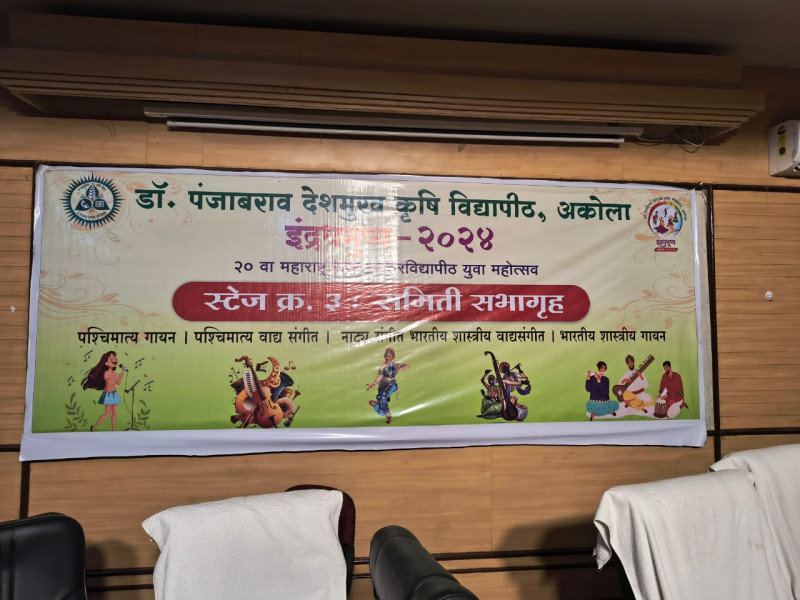 डॉ. पंजाबराव देशमुख कृषि विद्यापीठ, अकोला
इंद्रधनुष्य-२०२४
२० वा महाराष्ट्र रविद्यापीठ युवा महोत्सव
स्टेज क्र. ३ : समिती सभागृह
पश्चिमात्य गायन । पश्चिमात्य वाद्य संगीत । नाट्य संगीत भारतीय शास्त्रीय वाद्यसंगीत । भारतीय शास्त्रीय गायन